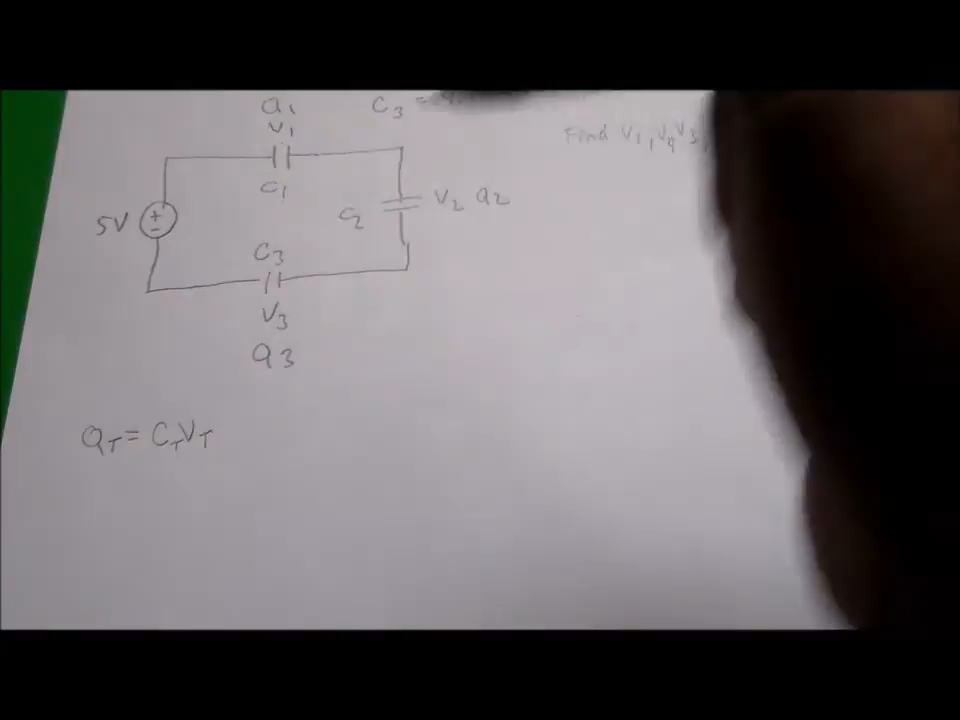 Q1
V1
C3 =
Find V1, V2, V3,
C1
5V
+
-
C2
V2 Q2
C3
V3
Q3
QT = CTVT